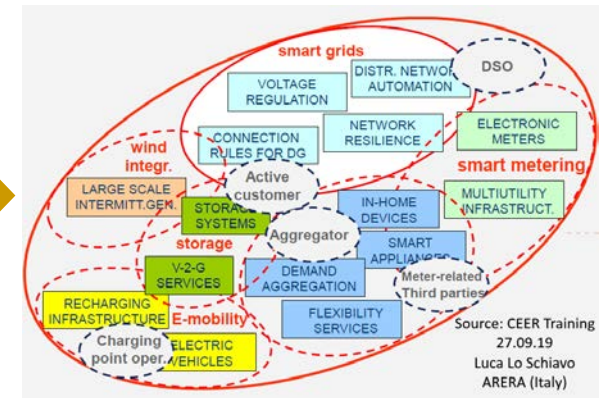 smart grids
DISTR. NETWO
AUTOMATION
DSO
VOLTAGE
REGULATION
NETWORK
RESILIENCE
ELECTRONIC
METERS
wind
integr.
CONNECTION
RULES FOR DG
smart metering
LARGE SCALE
INTERMITT.GEN.
Active
customer
STORAGE
SYSTEMS
IN-HOME
DEVICES
MULTIUTILITY
INFRASTRUCT.
storage
Aggregator
SMART
APPLIANCES
V-2-G
SERVICES
DEMAND
AGGREGATION
Meter-related
Third parties
RECHARGING
INFRASTRUCTURE
E-mobility
FLEXIBILITY
SERVICES
Charging
point oper.
ELECTRIC
VEHICLES
Source: CEER Training
27.09.19
Luca Lo Schiavo
ARERA (Italy)